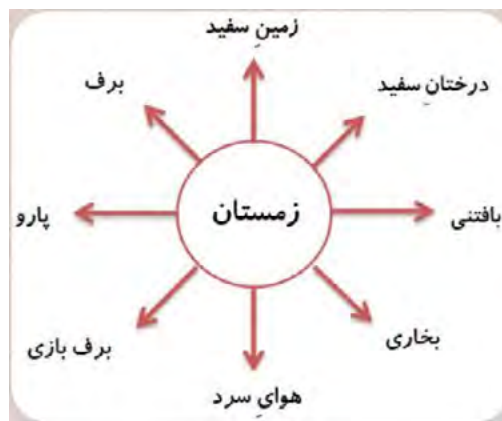 زمینِ سفید
برف
درختانِ سفید
پارو
زمستان
بافتنی
برف بازی
بخاری
هوایِ سرد